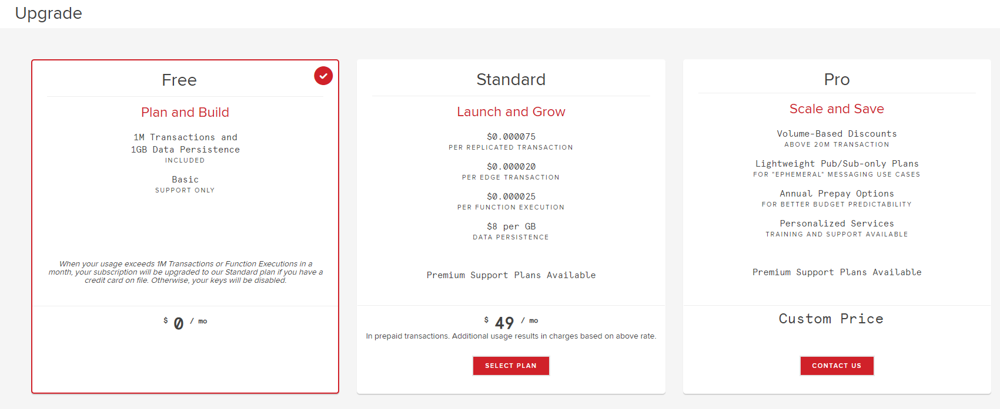 Upgrade
Free
Plan and Build
1M Transactions and
1GB Data Persistence
INCLUDED
Basic
SUPPORT ONLY
When your usage exceeds 1M Transactions or Function Executions in a
month, your subscription will be upgraded to our Standard plan if you have a
credit card on file. Otherwise, your keys will be disabled.
$ 0 / mo
Standard
Launch and Grow
$0.000075
PER REPLICATED TRANSACTION
$0.000020
PER EDGE TRANSACTION
$0.000025
PER FUNCTION EXECUTION
$8 per GB
DATA PERSISTENCE
Premium Support Plans Available
$ 49 / mo
In prepaid transactions. Additional usage results in charges based on above rate.
SELECT PLAN
Pro
Scale and Save
Volume-Based Discounts
ABOVE 20M TRANSACTION
Lightweight Pub/Sub-only Plans
FOR "EPHEMERAL" MESSAGING USE CASES
Annual Prepay Options
FOR BETTER BUDGET PREDICTABILITY
Personalized Services
TRAINING AND SUPPORT AVAILABLE
Premium Support Plans Available
Custom Price
CONTACT US